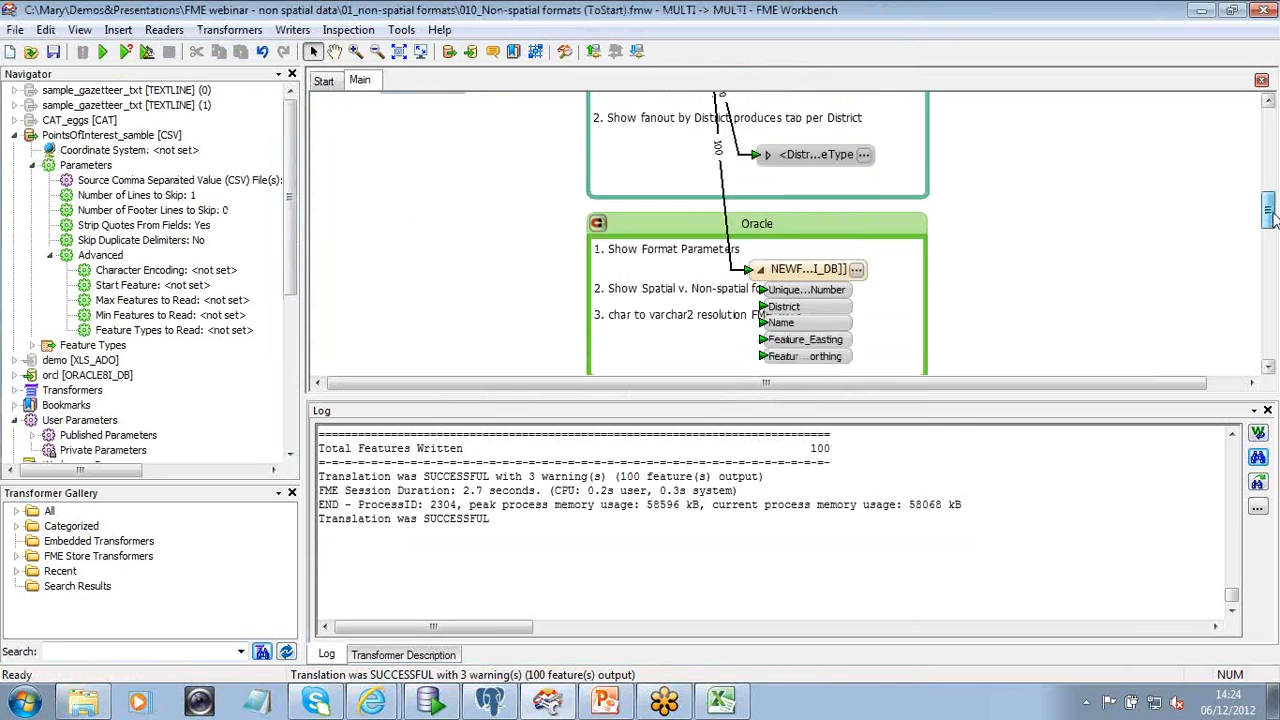 C:\Mary\Demos&Presentations\FME webinar - non spatial data\01_non-spatial formats\010_Non-spatial formats (ToStart).fmw - MULTI -> MULTI - FME Workbench
File Edit View Insert Readers Transformers Writers Inspection Tools Help
Navigator
sample_gazetteer_txt [TEXTLINE] (0)
sample_gazetteer_txt [TEXTLINE] (1)
CAT_eggs [CAT]
PointsOfInterest_samble [CSV]
Coordinate System: <not set>
Parameters
Source Comma Separated Value (CSV) File(s):
Number of Lines to Skip: 1
Number of Footer Lines to Skip: 0
Strip Quotes From Fields: Yes
Skip Duplicate Delimiters: No
Advanced
Character Encoding: <not set>
Start Feature: <not set>
Max Features to Read: <not set>
Min Features to Read: <not set>
Feature Types to Read: <not set>
Feature Types
demo [XLS_ADO]
orcl [ORACLE8I_DB]
Transformers
Bookmarks
User Parameters
Published Parameters
Private Parameters
Transformer Gallery
All
Categorized
Embedded Transformers
FME Store Transformers
Recent
Search Results
Search:
Start Main
2. Show fanout by District produces tap per District
100
<Distr...eType
Oracle
1. Show Format Parameters
NEWF...I_DB]]
2. Show Spatial v. Non-spatial
Unique...Number
District
3. char to varchar2 resolution
Name
Feature_Easting
Featur...orthing
Log
Total Features Written 100
Translation was SUCCESSFUL with 3 warning(s) (100 feature(s) output)
FME Session Duration: 2.7 seconds. (CPU: 0.2s user, 0.3s system)
END - ProcessID: 2304, peak process memory usage: 58596 kB, current process memory usage: 58068 kB
Translation was SUCCESSFUL
Log Transformer Description
Ready
Translation was SUCCESSFUL with 3 warning(s) (100 feature(s) output)
NUM
14:24
06/12/2012